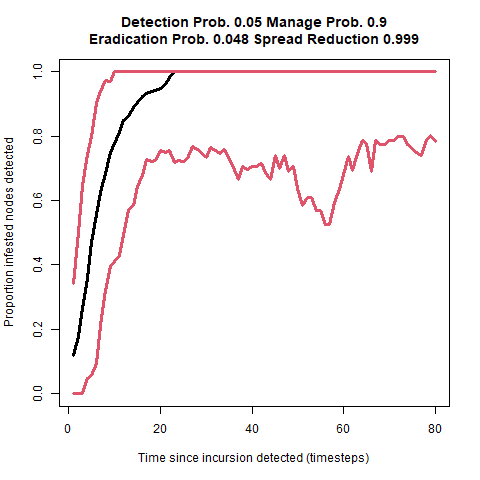 Detection Prob. 0.05 Manage Prob. 0.9
Eradication Prob. 0.048 Spread Reduction 0.999
Proportion infested nodes detected
1.0
0.8
0.6
0.4
0.2
0.0
0
20
40
60
80
Time since incursion detected (timesteps)